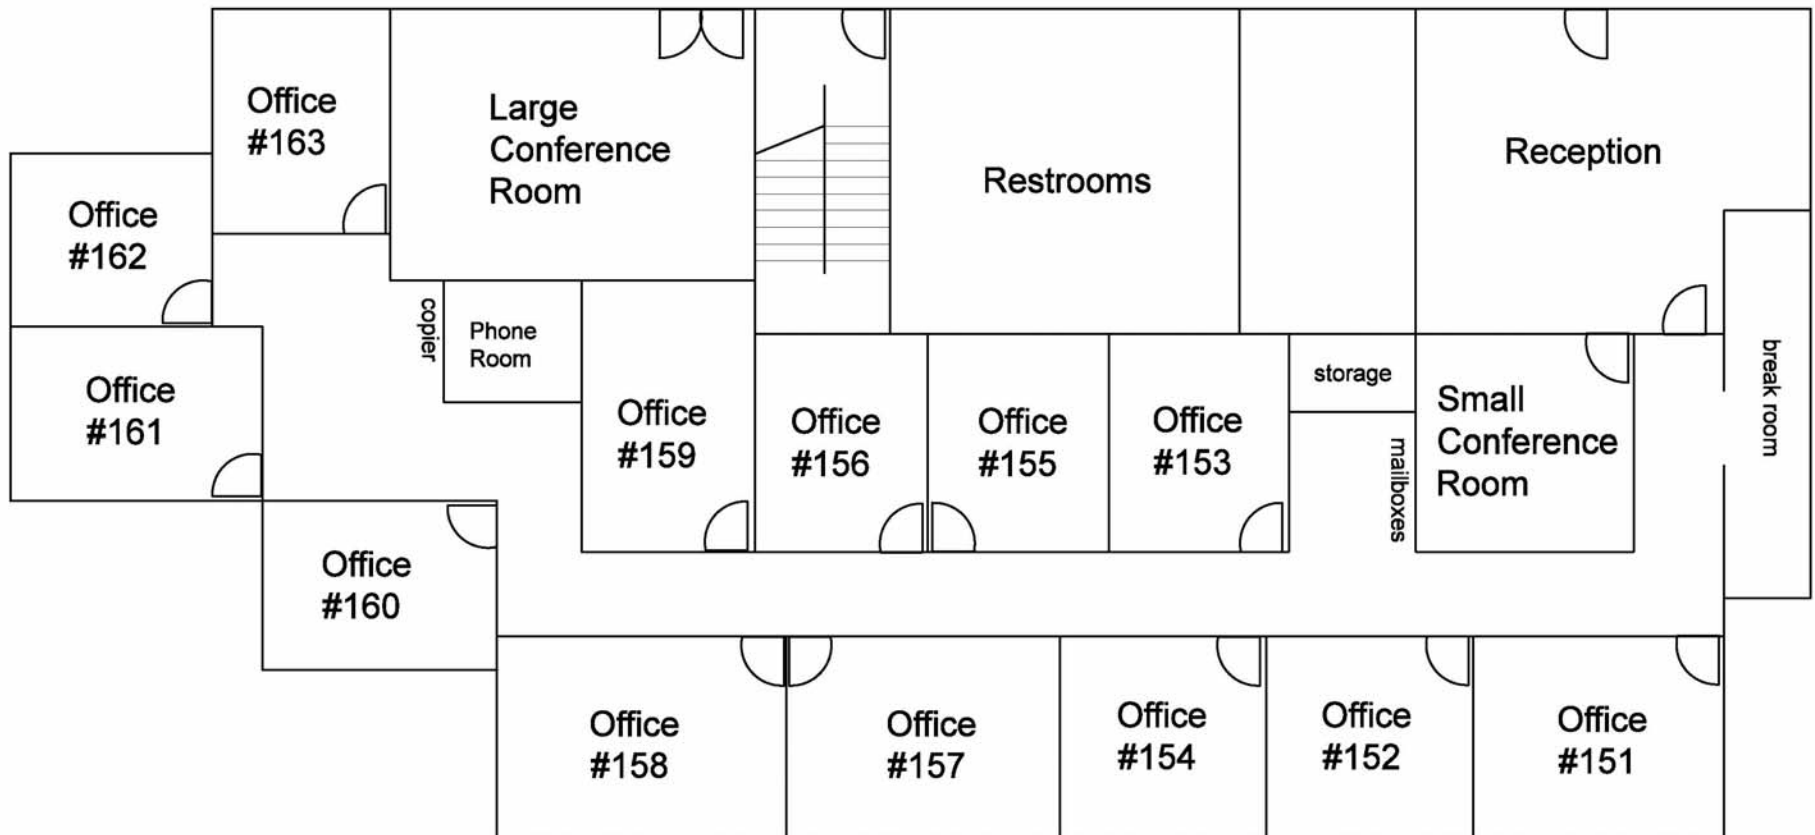 Office
#163
Large
Conference
Room
Restrooms
Reception
Office
#162
copier
Phone
Room
Office
#161
Office
#159
Office
#156
Office
#155
Office
#153
storage
mailboxes
Small
Conference
Room
break room
Office
#160
Office
#158
Office
#157
Office
#154
Office
#152
Office
#151